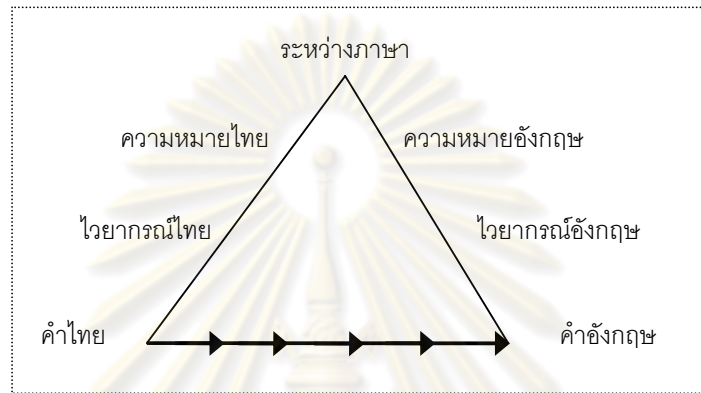 ระหว่างภาษา
ความหมายไทย ความหมายอังกฤษ
ไวยากรณ์ไทย ไวยากรณ์อังกฤษ
คำไทย คำอังกฤษ